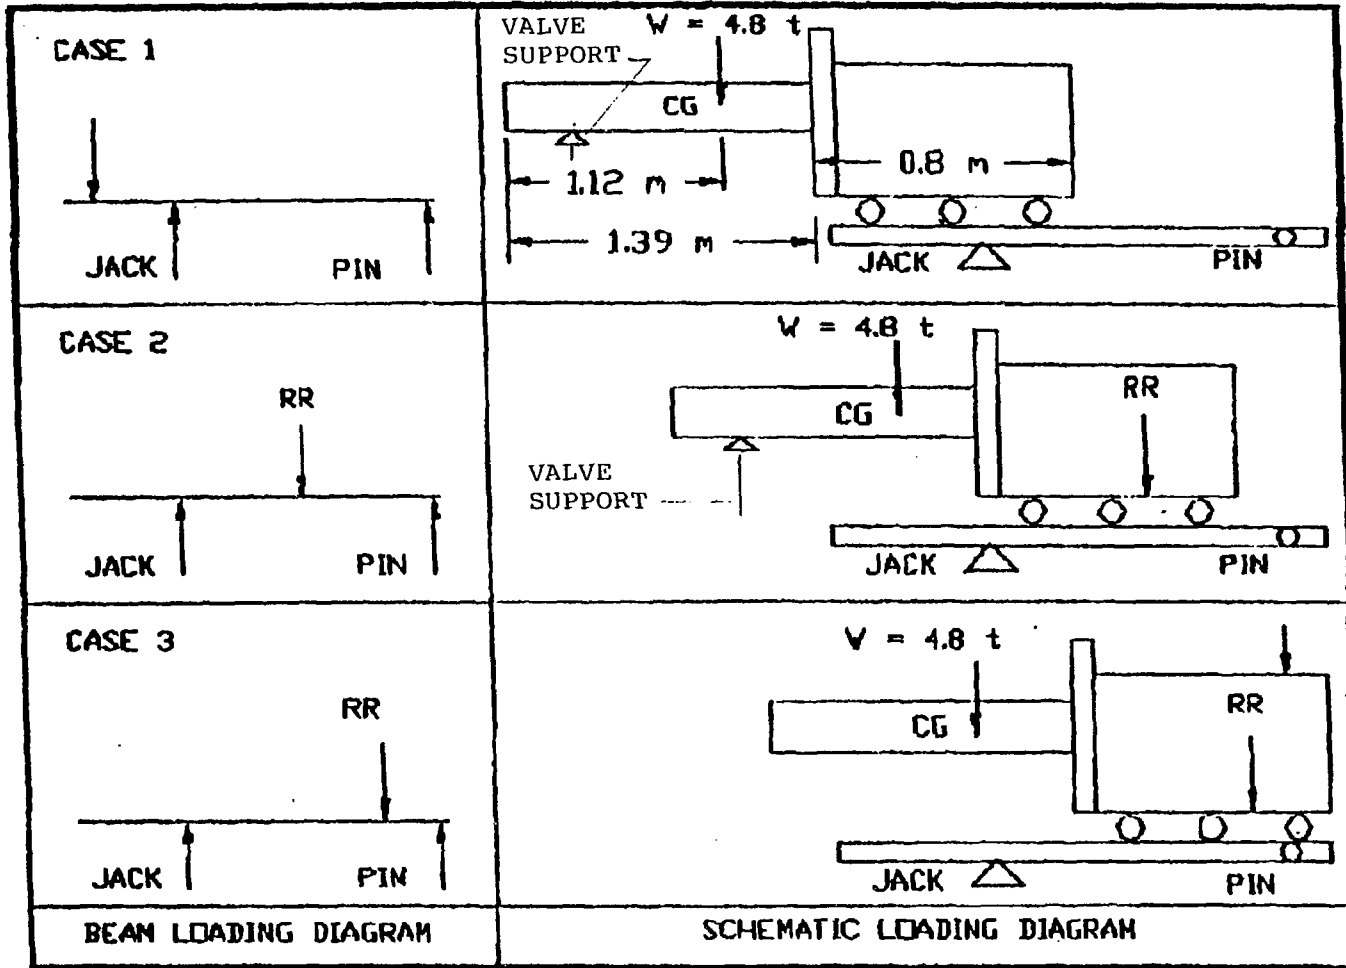 CASE 1
JACK
PIN
VALVE
SUPPORT
W = 4.8 t
CG
0.8 m
1.12 m
1.39 m
JACK
PIN
CASE 2
RR
JACK
PIN
W = 4.8 t
CG
RR
VALVE
SUPPORT
JACK
PIN
CASE 3
RR
JACK
PIN
W = 4.8 t
CG
RR
JACK
PIN
BEAM LOADING DIAGRAM
SCHEMATIC LOADING DIAGRAM